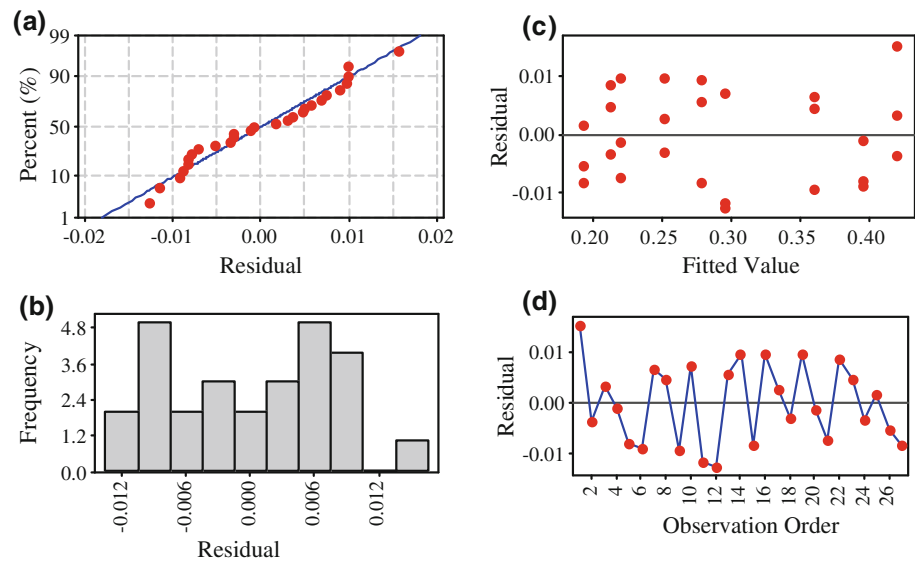 (a)
Percent (%)
99
90
50
10
1
-0.02 -0.01 0.00 0.01 0.02
Residual
(b)
Frequency
4.8
3.6
2.4
1.2
0.0
-0.012 -0.006 0.000 0.006 0.012
Residual
(c)
Residual
0.01
0.00
-0.01
0.20 0.25 0.30 0.35 0.40
Fitted Value
(d)
Residual
0.01
0.00
-0.01
2 4 6 8 10 12 14 16 18 20 22 24 26
Observation Order